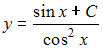 y = (sin x + C) / cos² x